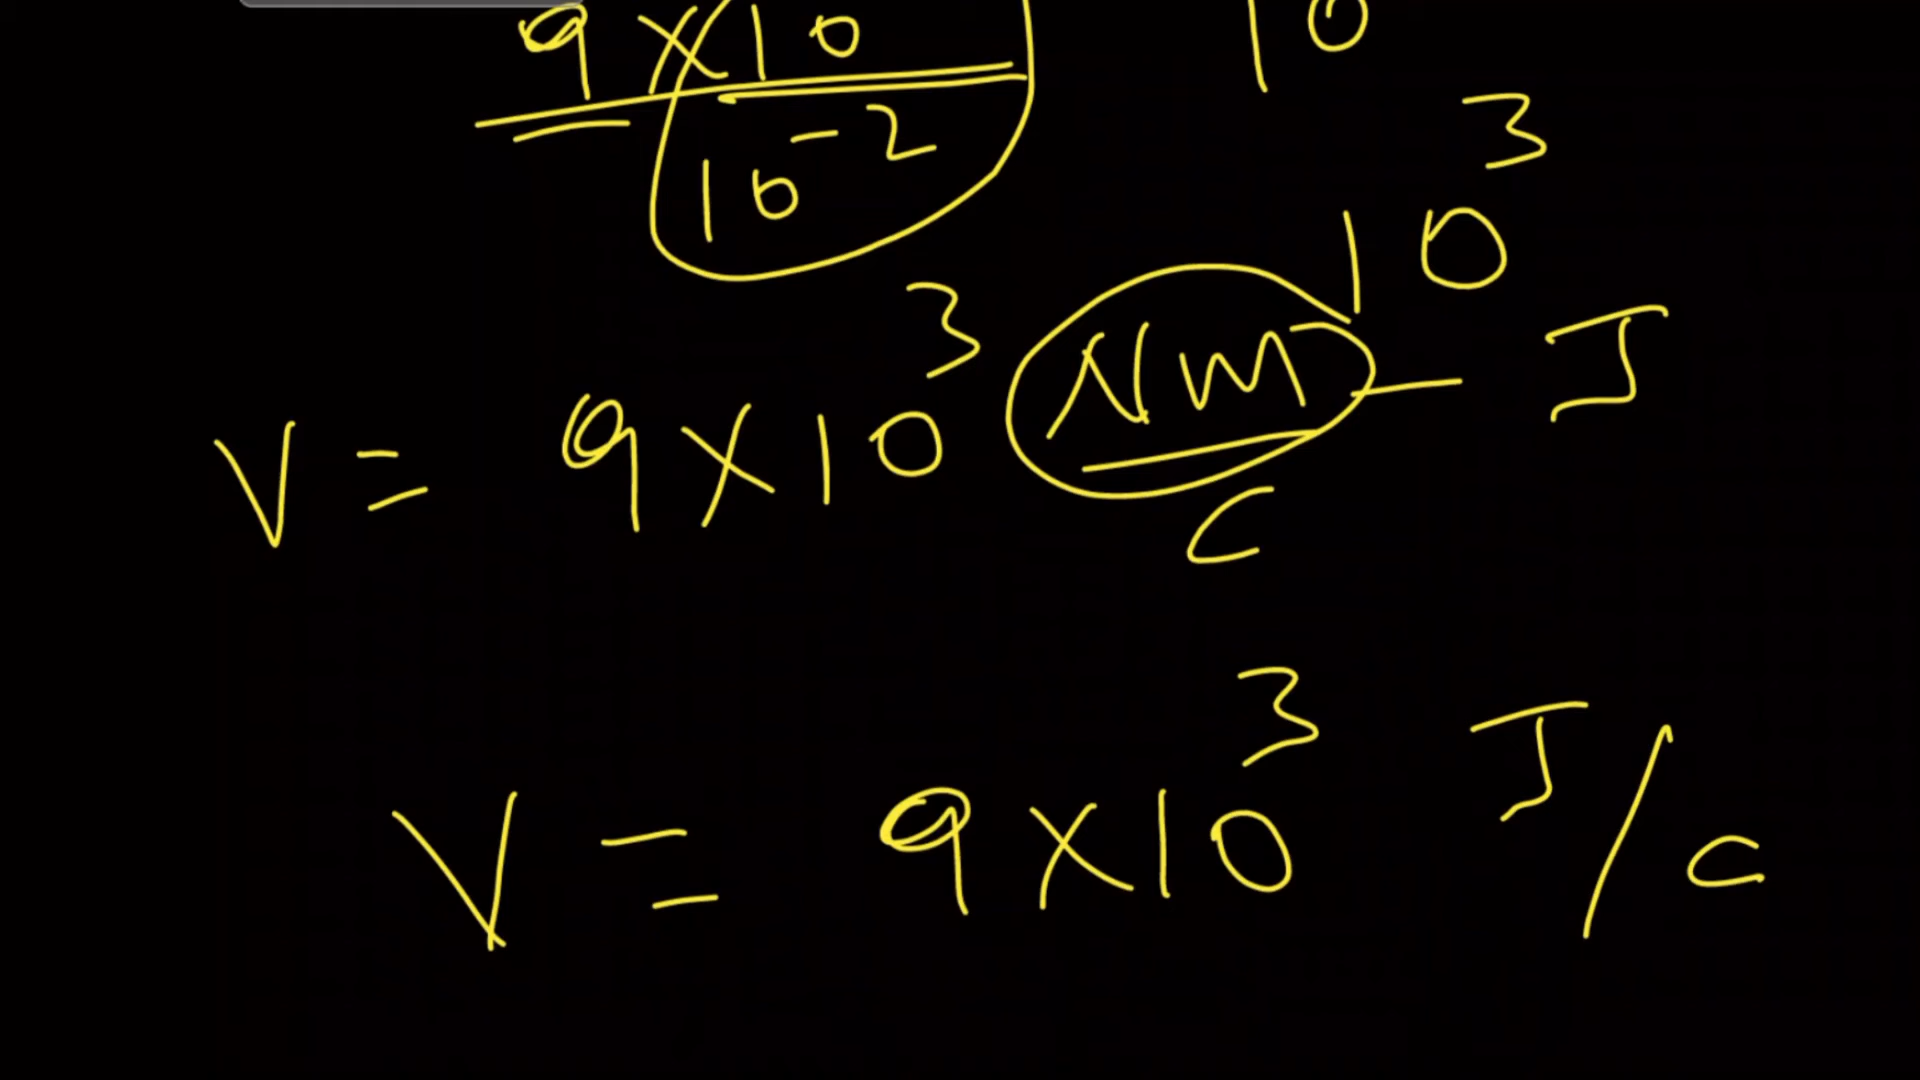 9×10 10
10⁻² 10³
V = 9×10³ Nm/C — J
V = 9×10³ J/C